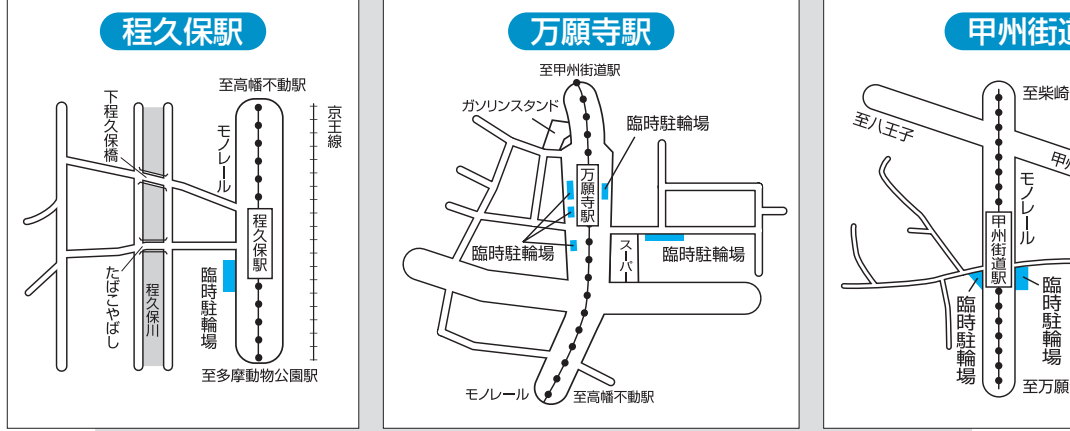 程久保駅
至高幡不動駅
下程久保橋
モノレール
京王線
程久保駅
たばこやばし
程久保川
臨時駐輪場
至多摩動物公園駅
万願寺駅
至甲州街道駅
ガソリンスタンド
臨時駐輪場
万願寺駅
臨時駐輪場
スーパー
臨時駐輪場
モノレール
至高幡不動駅
甲州街
至柴崎
至八王子
甲
モノレール
甲州街道駅
臨時駐輪場
臨時駐輪場
至万願